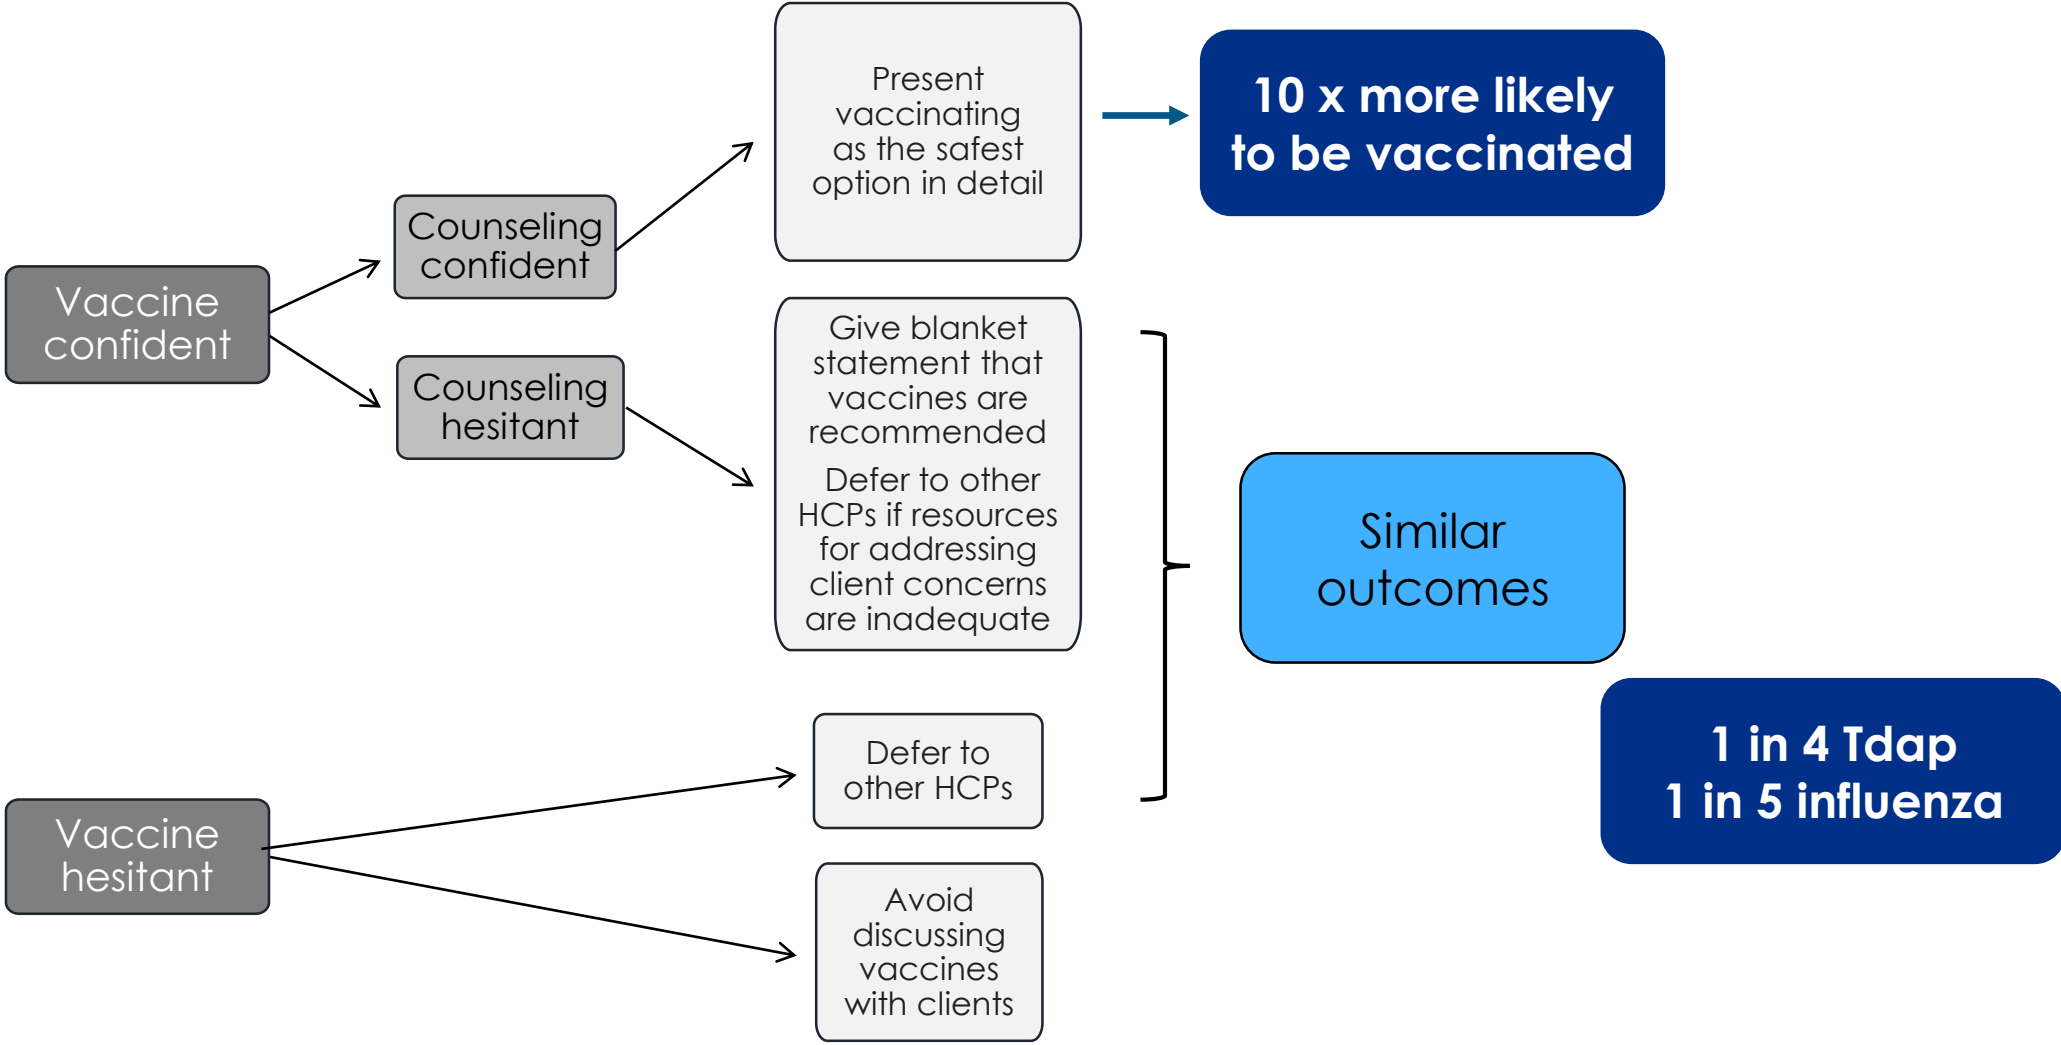 Vaccine
confident
Counseling
confident
Counseling
hesitant
Present
vaccinating
as the safest
option in detail
10 x more likely
to be vaccinated
Give blanket
statement that
vaccines are
recommended
Defer to other
HCPs if resources
for addressing
client concerns
are inadequate
Similar
outcomes
Vaccine
hesitant
Defer to
other HCPs
Avoid
discussing
vaccines
with clients
1 in 4 Tdap
1 in 5 influenza